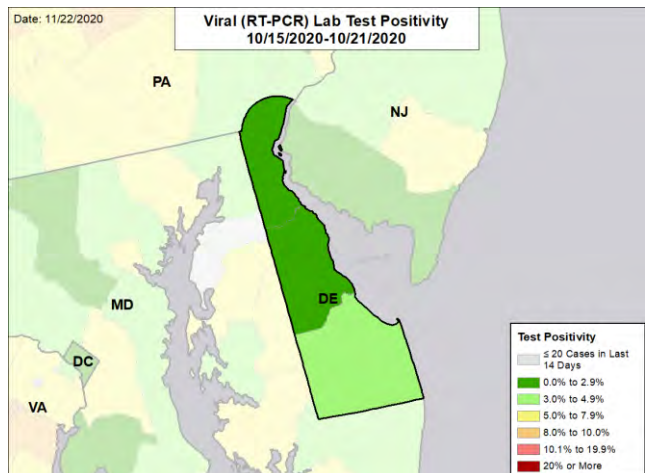 Date: 11/22/2020
Viral (RT-PCR) Lab Test Positivity
10/15/2020-10/21/2020
PA
NJ
MD
DE
DC
VA
Test Positivity
≤ 20 Cases in Last
14 Days
0.0% to 2.9%
3.0% to 4.9%
5.0% to 7.9%
8.0% to 10.0%
10.1% to 19.9%
20% or More